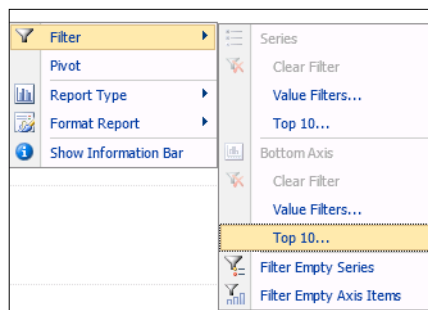 Filter
Pivot
Report Type
Format Report
Show Information Bar
Series
Clear Filter
Value Filters...
Top 10...
Bottom Axis
Clear Filter
Value Filters...
Top 10...
Filter Empty Series
Filter Empty Axis Items